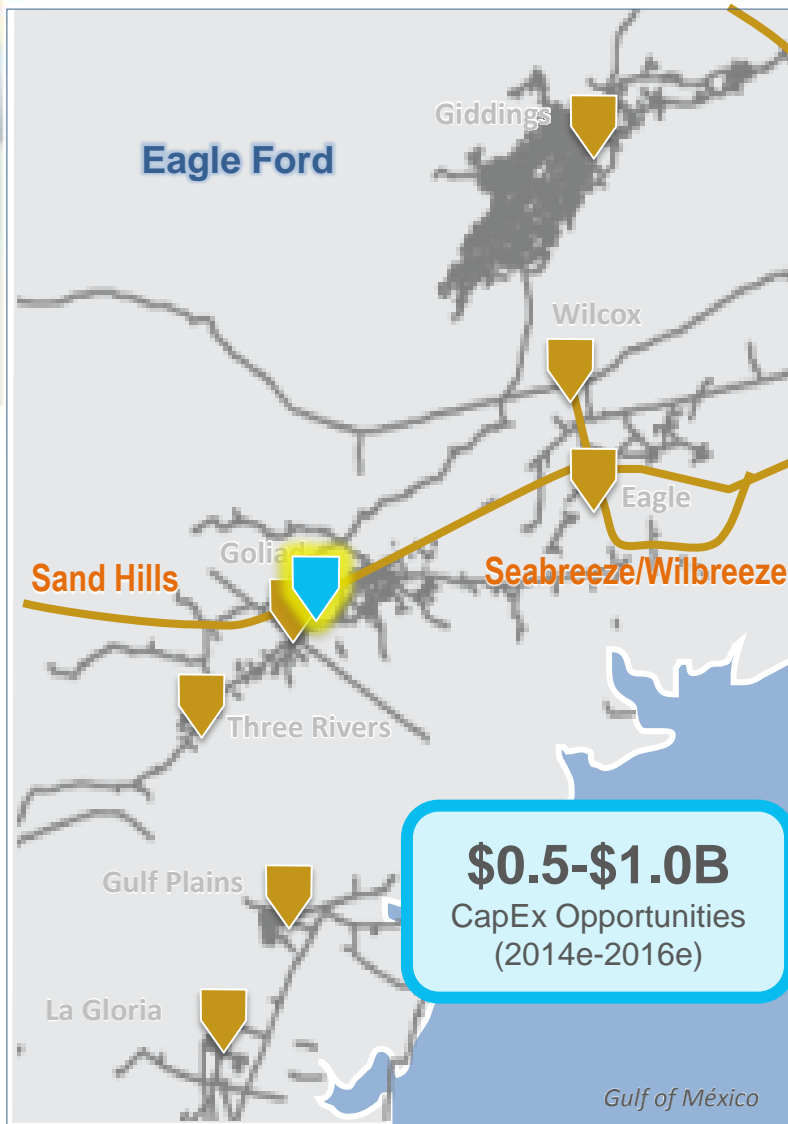 Giddings
Eagle Ford
Wilcox
Eagle
Sand Hills
Seabreeze/Wilbreeze
Three Rivers
Gulf Plains
$0.5-$1.0B
CapEx Opportunities
(2014e-2016e)
La Gloria
Gulf of México